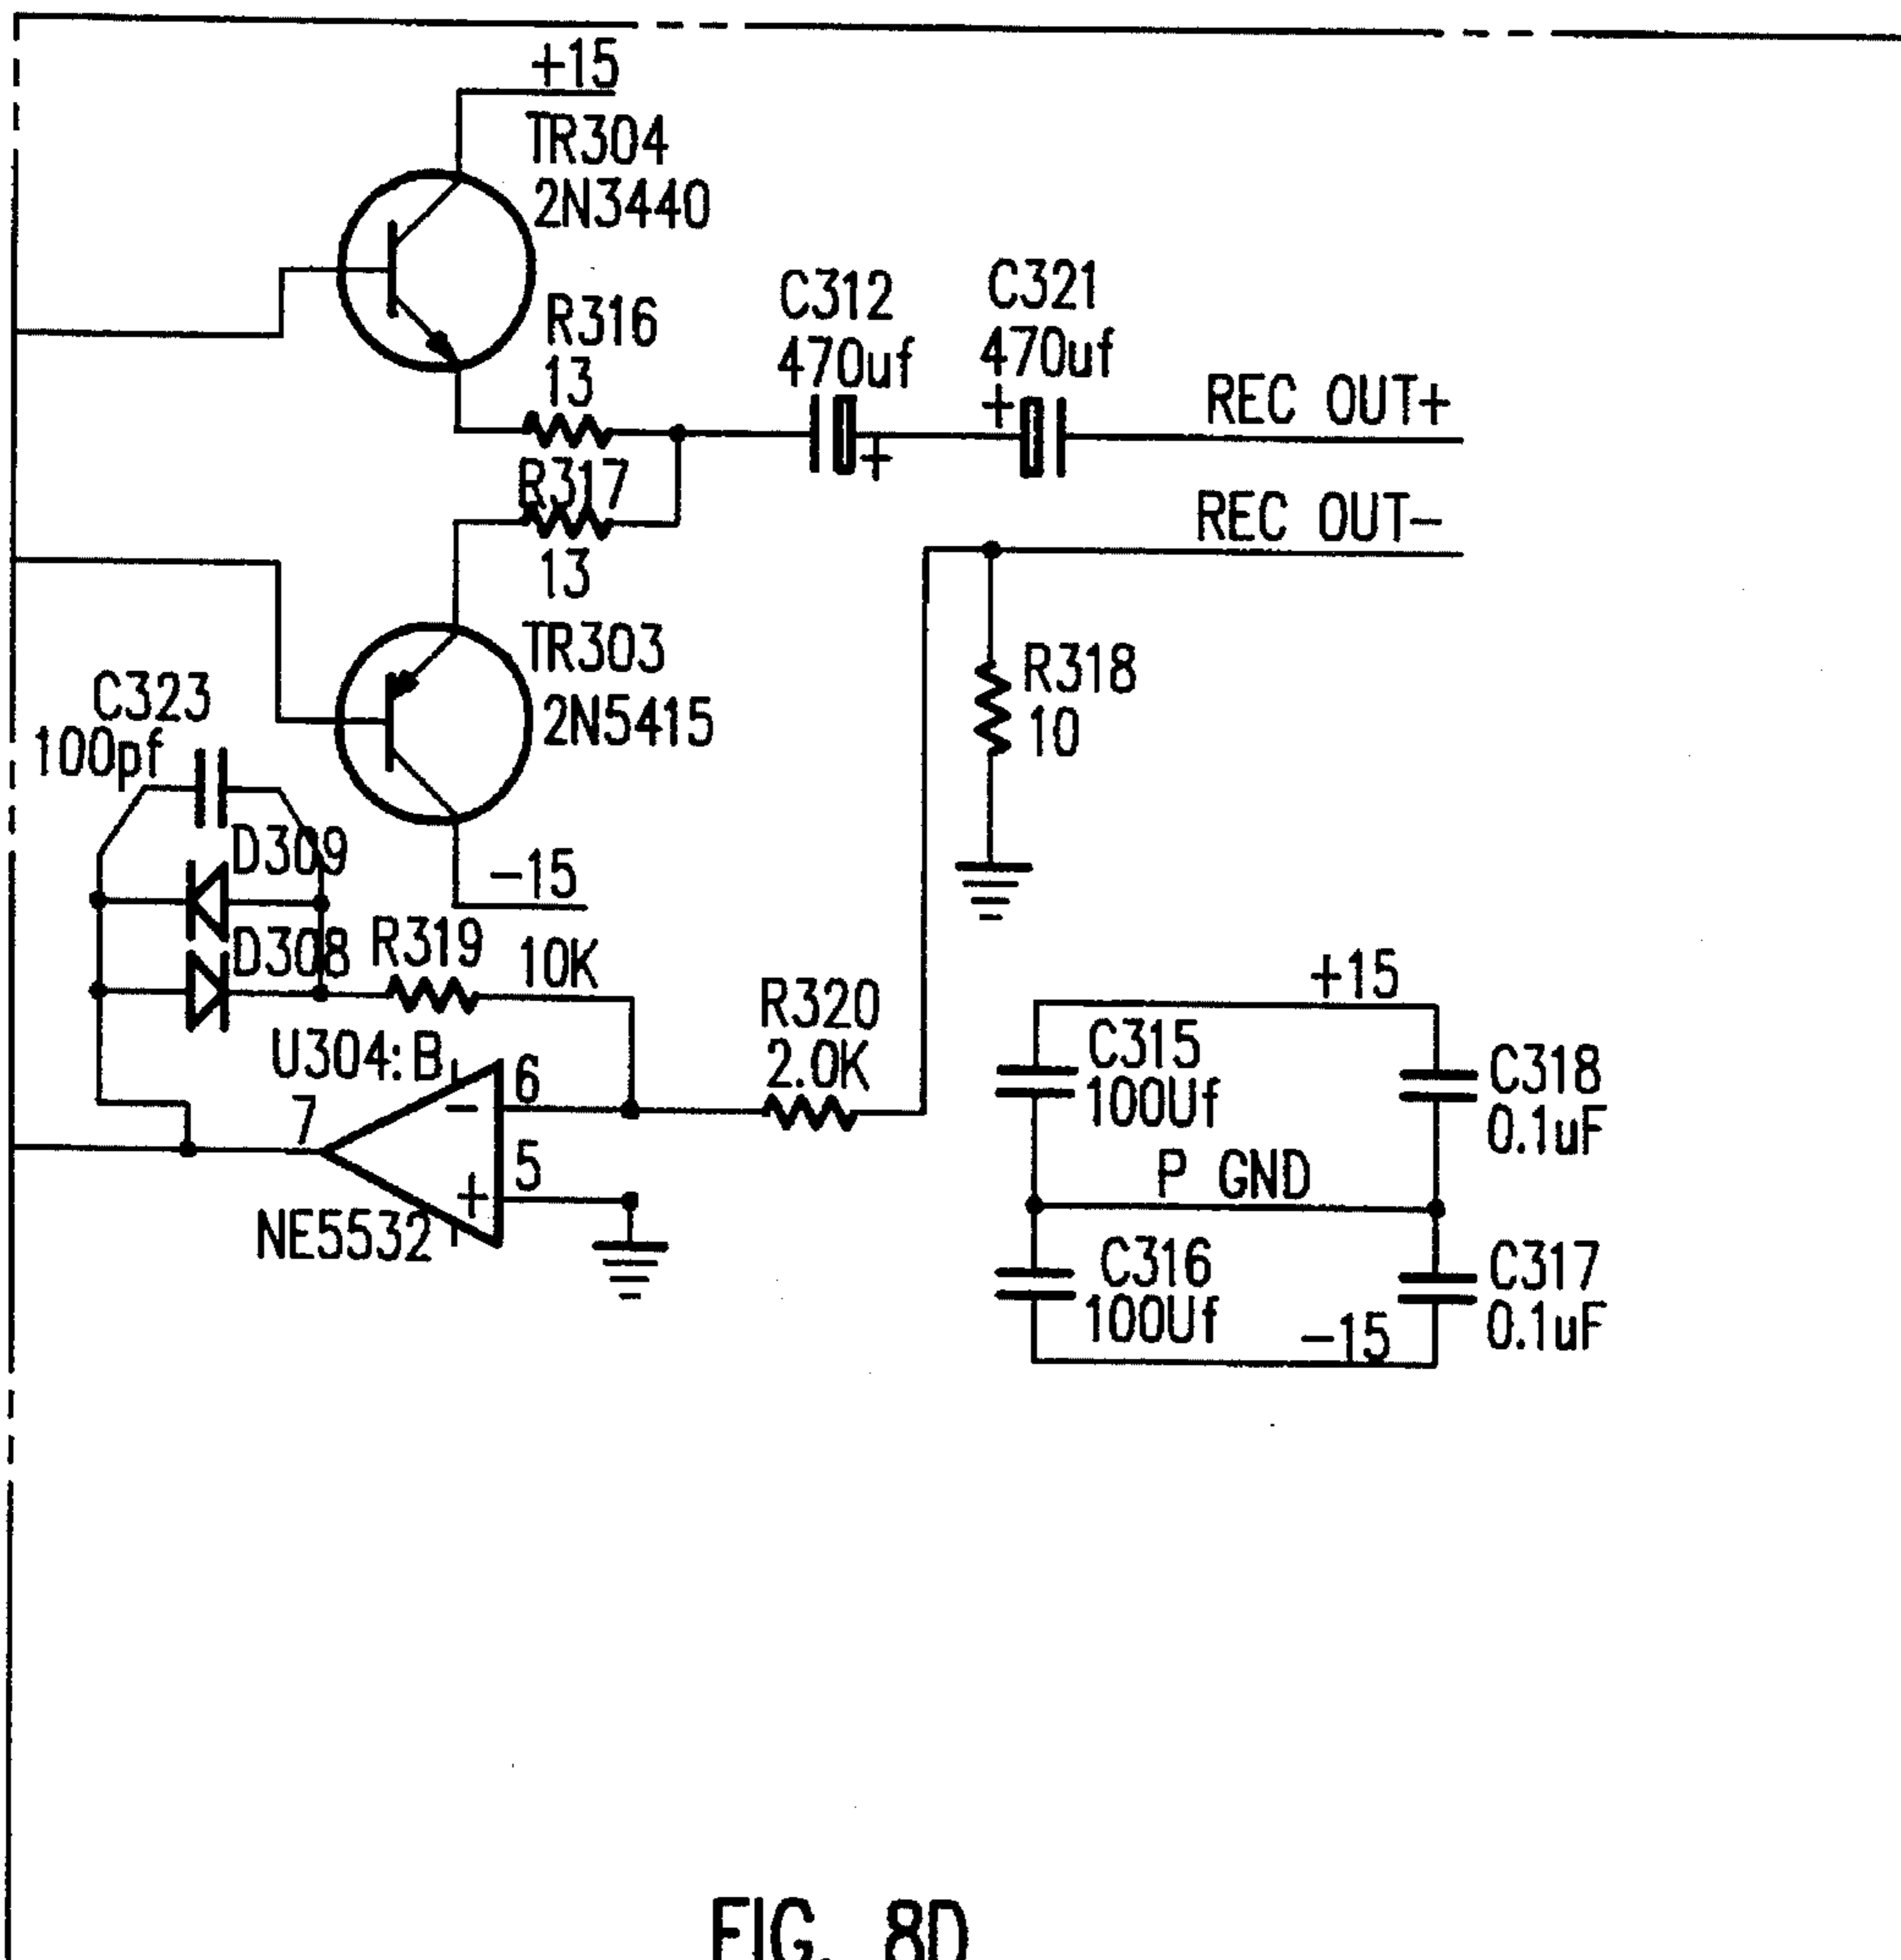 +15
TR304
2N3440
R316
13
C312
470uf
C321
470uf
+
+
REC OUT+
R317
13
REC OUT-
TR303
2N5415
R318
10
C323
100pf
D309
-15
D308
R319
10K
U304:B
6
-
7
5
+
NE5532
R320
2.0K
+15
C315
100Uf
C318
0.1uF
P GND
C316
100Uf
C317
0.1uF
-15
FIG. 8D